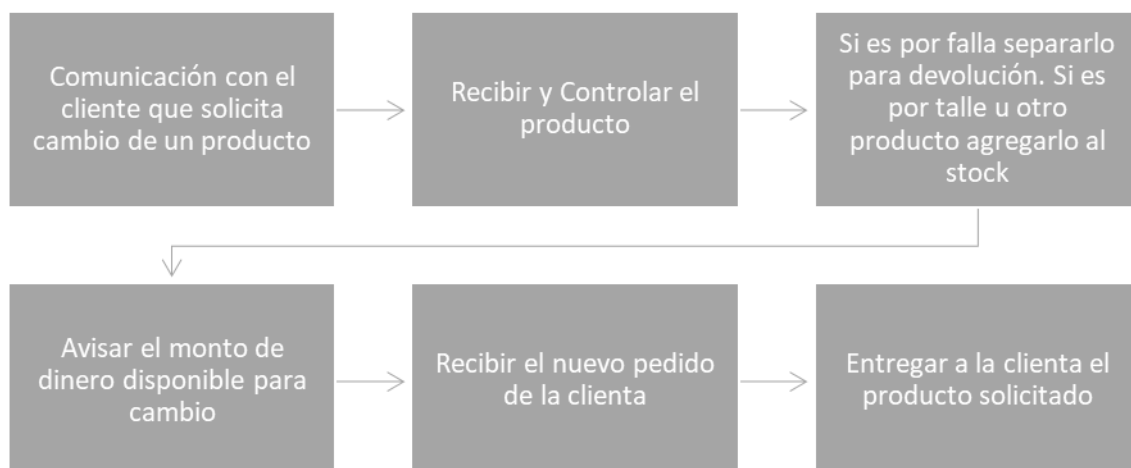 Comunicación con el
cliente que solicita
cambio de un producto
Recibir y Controlar el
producto
Si es por falla separarlo
para devolución. Si es
por talle u otro
producto agregarlo al
stock
Avisar el monto de
dinero disponible para
cambio
Recibir el nuevo pedido
de la clienta
Entregar a la clienta el
producto solicitado